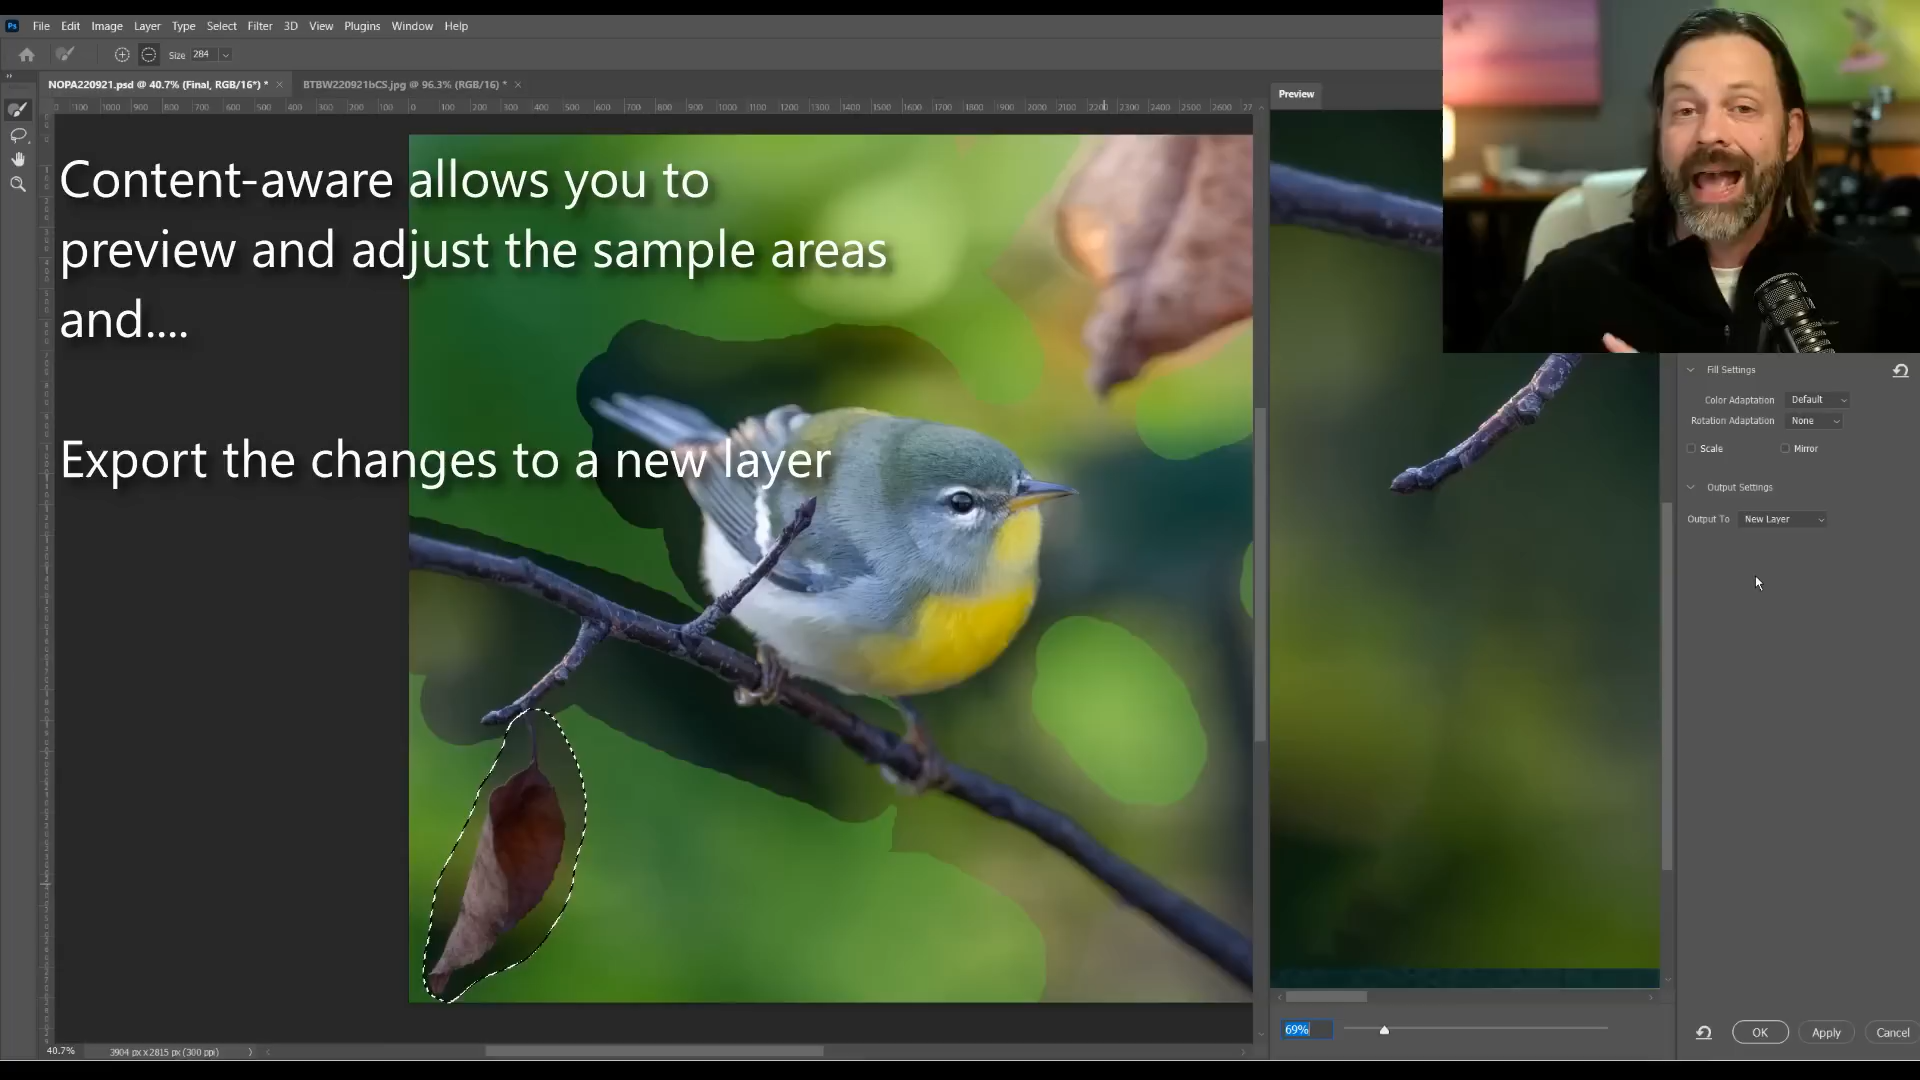 Ps File Edit Image Layer Type Select Filter 3D View Plugins Window Help
Size 284
NOPA220921.psd @ 40.7% (Final, RGB/16*) * × BTBW220921bCS.jpg @ 96.3% (RGB/16) * ×
Preview
Content-aware allows you to
preview and adjust the sample areas
and....
Export the changes to a new layer
Fill Settings
Color Adaptation Default
Rotation Adaptation None
Scale Mirror
Output Settings
Output To New Layer
69%
OK Apply Cancel
40.7% 3904 px x 2815 px (300 ppi)